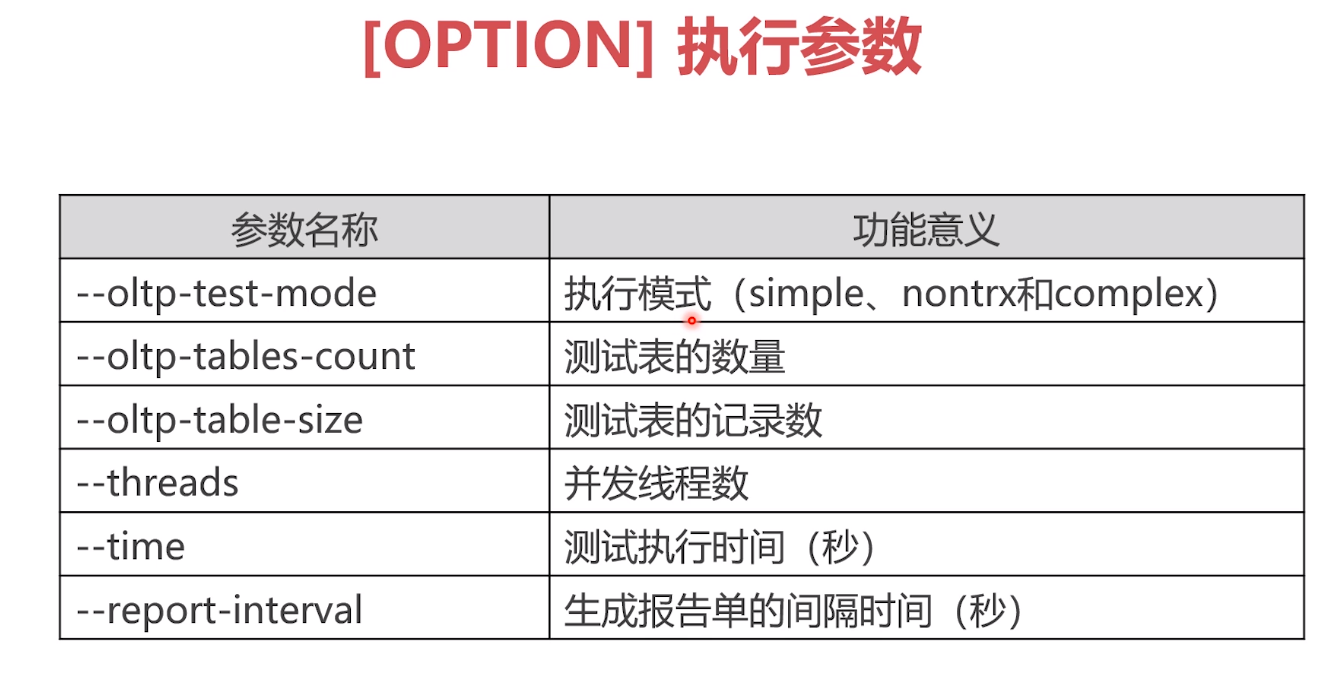 [OPTION] 执行参数
参数名称 功能意义
--oltp-test-mode 执行模式（simple、nontrx和complex）
--oltp-tables-count 测试表的数量
--oltp-table-size 测试表的记录数
--threads 并发线程数
--time 测试执行时间（秒）
--report-interval 生成报告单的间隔时间（秒）